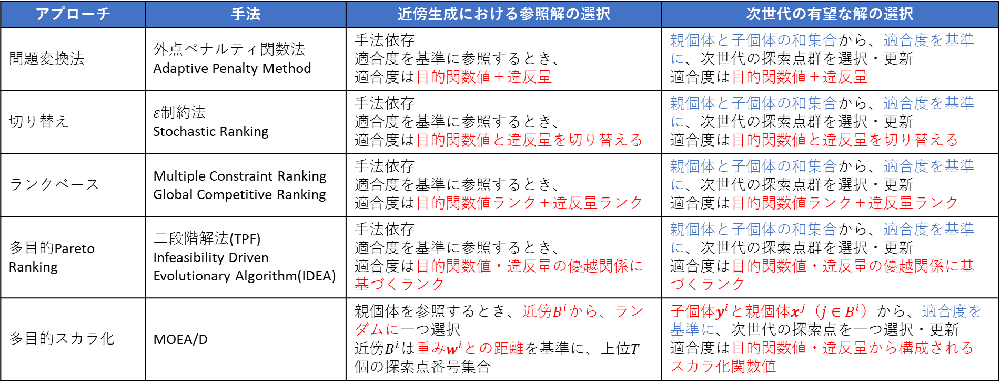 アプローチ
手法
近傍生成における参照解の選択
次世代の有望な解の選択
問題変換法
外点ペナルティ関数法
Adaptive Penalty Method
手法依存
適合度を基準に参照するとき、
適合度は目的関数値＋違反量
親個体と子個体の和集合から、適合度を基準
に、次世代の探索点群を選択・更新
適合度は目的関数値＋違反量
切り替え
ε制約法
Stochastic Ranking
手法依存
適合度を基準に参照するとき、
適合度は目的関数値と違反量を切り替える
親個体と子個体の和集合から、適合度を基準
に、次世代の探索点群を選択・更新
適合度は目的関数値と違反量を切り替える
ランクベース
Multiple Constraint Ranking
Global Competitive Ranking
手法依存
適合度を基準に参照するとき、
適合度は目的関数値ランク＋違反量ランク
親個体と子個体の和集合から、適合度を基準
に、次世代の探索点群を選択・更新
適合度は目的関数値ランク＋違反量ランク
多目的Pareto
Ranking
二段階解法(TPF)
Infeasibility Driven
Evolutionary Algorithm(IDEA)
手法依存
適合度を基準に参照するとき、
適合度は目的関数値・違反量の優越関係に
基づくランク
親個体と子個体の和集合から、適合度を基準
に、次世代の探索点群を選択・更新
適合度は目的関数値・違反量の優越関係に基
づくランク
多目的スカラ化
MOEA/D
親個体を参照するとき、近傍Bⁱから、ラン
ダムに一つ選択
近傍Bⁱは重みwⁱとの距離を基準に、上位T
個の探索点番号集合
子個体yⁱと親個体xʲ（j ∈ Bⁱ）から、適合度を
基準に、次世代の探索点を一つ選択・更新
適合度は目的関数値・違反量から構成される
スカラ化関数値